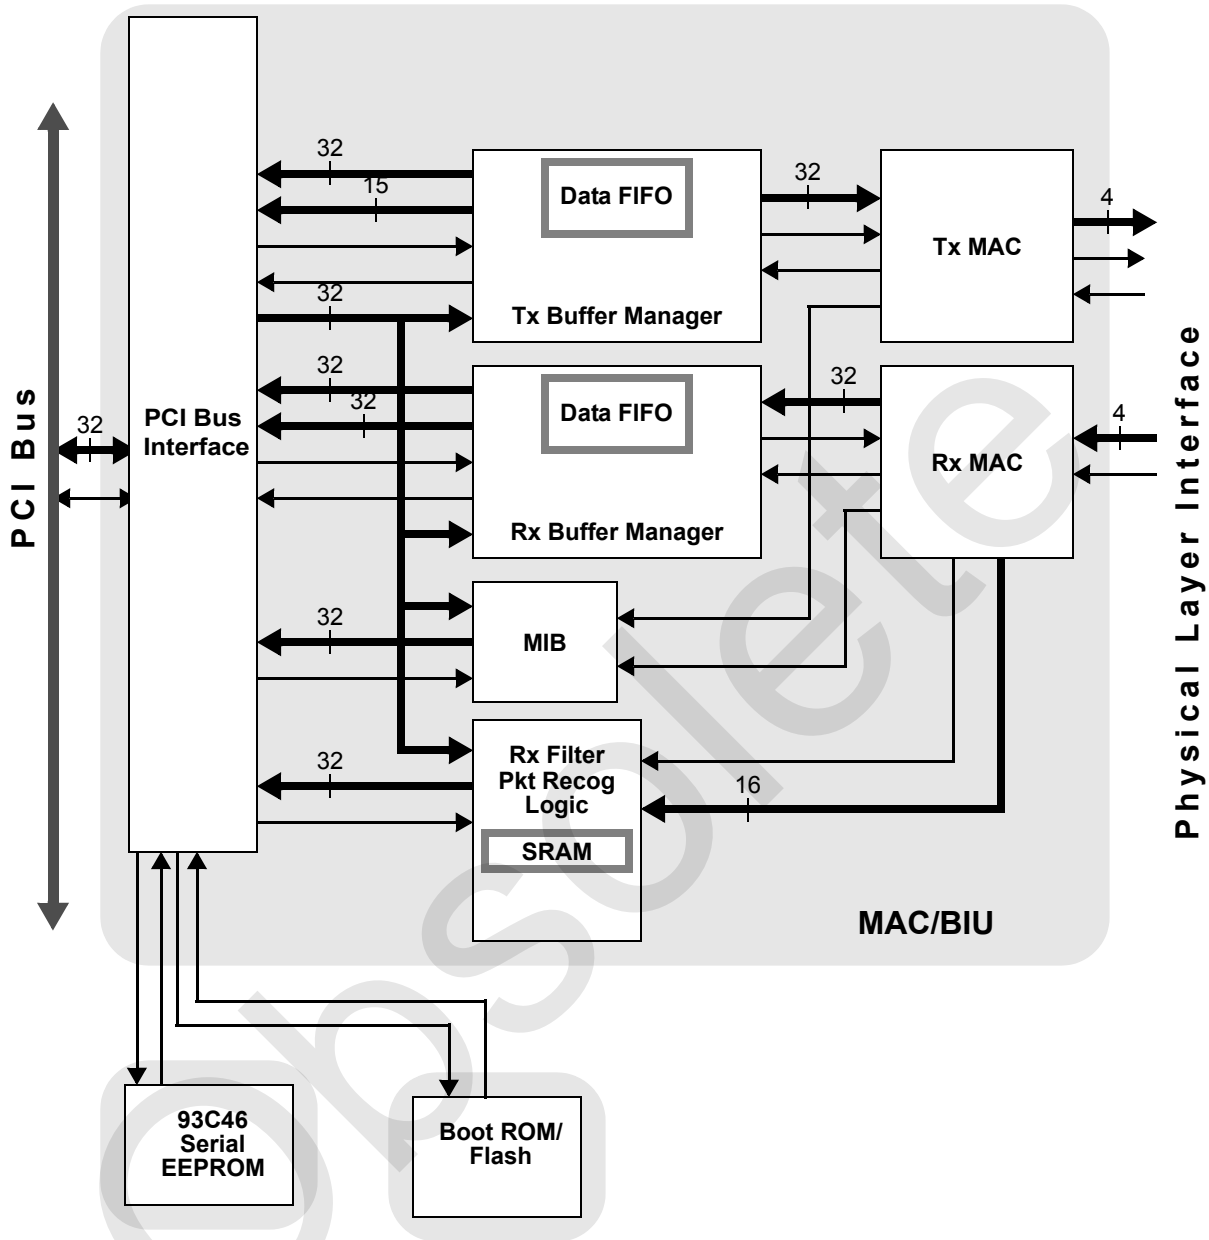 32
15
32
32
32
32
32
32
32
32
4
32
4
16
Data FIFO
Tx Buffer Manager
Tx MAC
PCI Bus
PCI Bus
Interface
Data FIFO
Rx Buffer Manager
Rx MAC
Physical Layer Interface
MIB
Rx Filter
Pkt Recog
Logic
SRAM
MAC/BIU
93C46
Serial
EEPROM
Boot ROM/
Flash
Obsolete